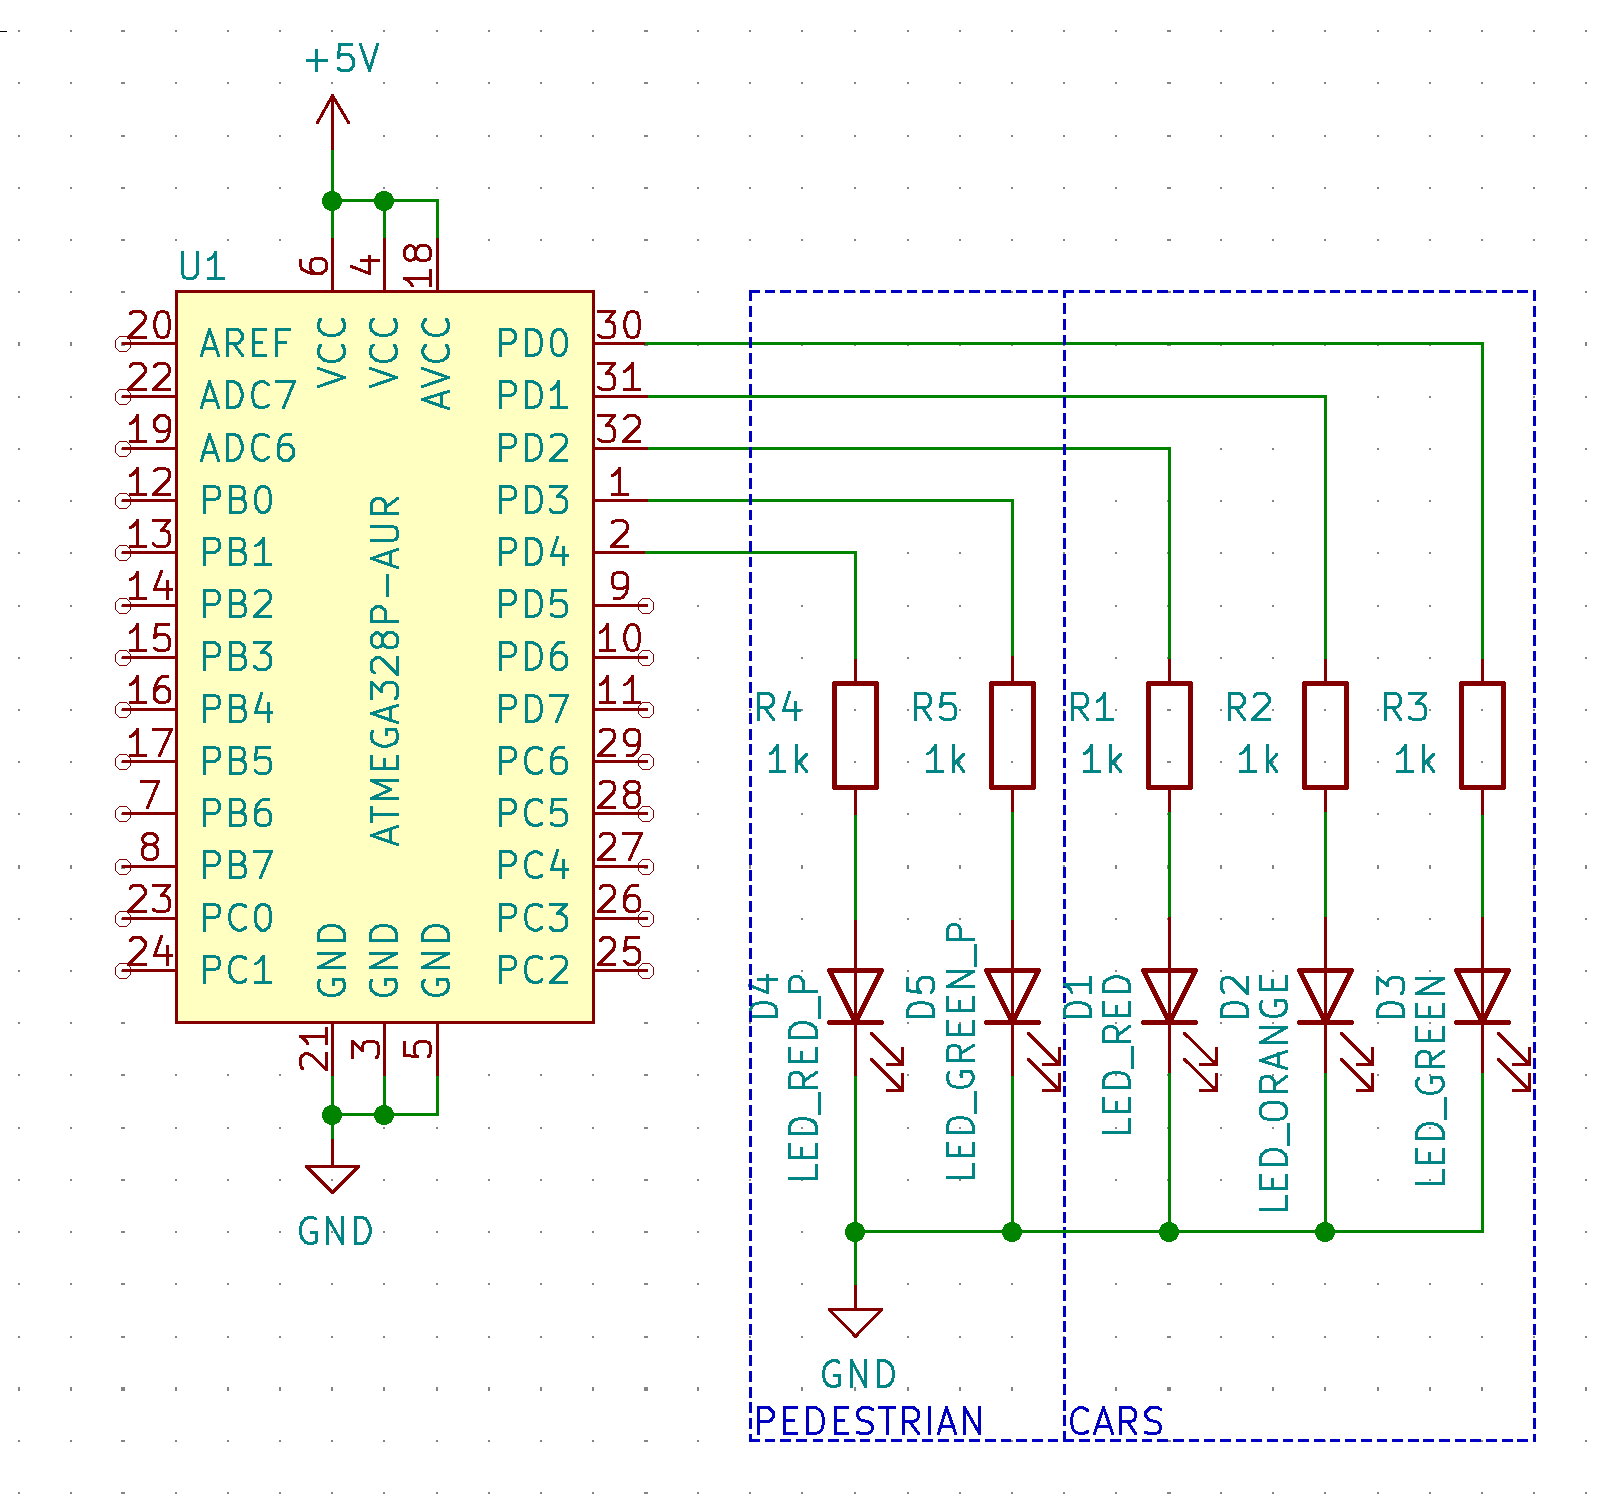 +5V
U1
6
4
18
20
AREF
22
ADC7
19
ADC6
12
PB0
13
PB1
14
PB2
15
PB3
16
PB4
17
PB5
7
PB6
8
PB7
23
PC0
24
PC1
VCC
VCC
AVCC
ATMEGA328P-AUR
GND
GND
GND
PD0
30
PD1
31
PD2
32
PD3
1
PD4
2
PD5
9
PD6
10
PD7
11
PC6
29
PC5
28
PC4
27
PC3
26
PC2
25
21
3
5
GND
R4
1k
R5
1k
R1
1k
R2
1k
R3
1k
D4
LED_RED_P
D5
LED_GREEN_P
D1
LED_RED
D2
LED_ORANGE
D3
LED_GREEN
GND
PEDESTRIAN
CARS